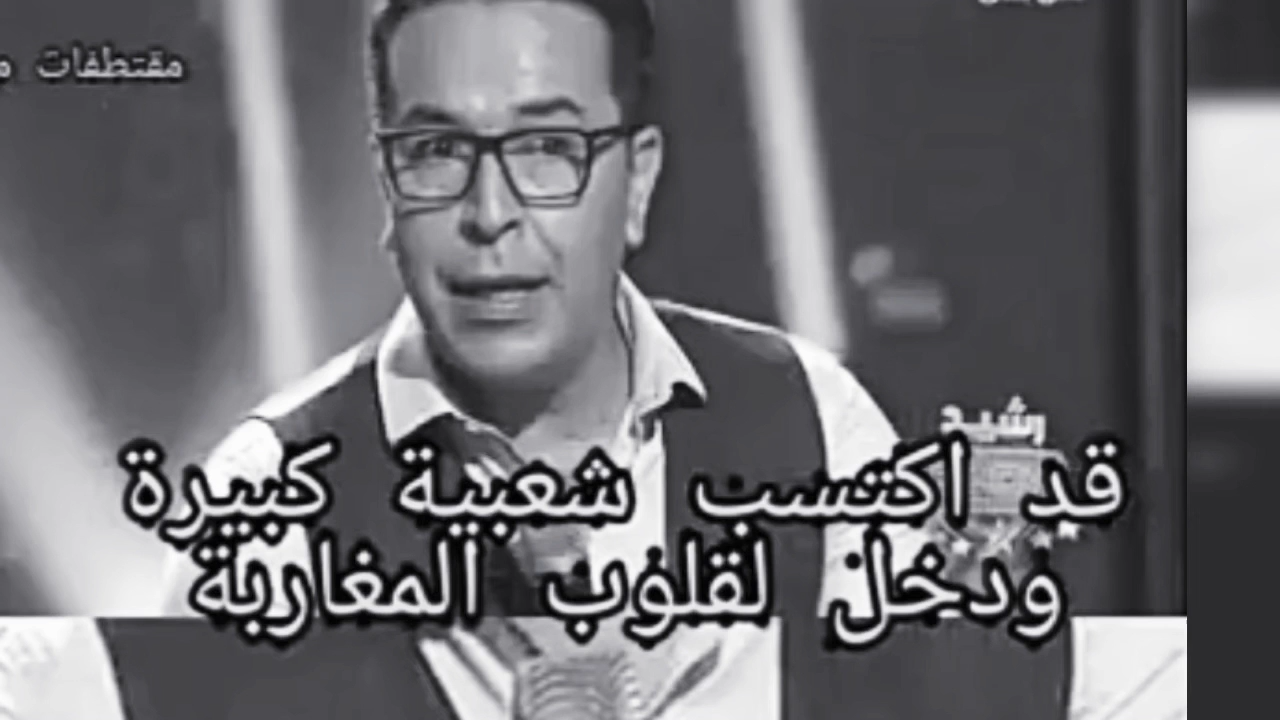 مقتطفات
رشيد
قد اكتسب شعبية كبيرة
ودخل لقلوب المغاربة